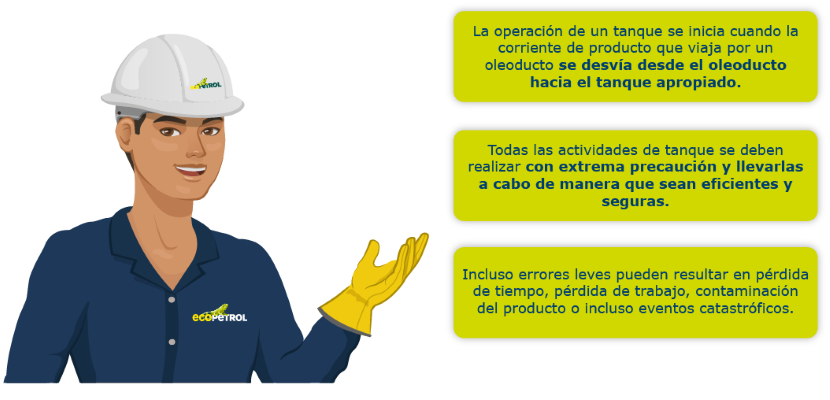 ECOPETROL
ecOPETROL
La operación de un tanque se inicia cuando la
corriente de producto que viaja por un
oleoducto se desvía desde el oleoducto
hacia el tanque apropiado.
Todas las actividades de tanque se deben
realizar con extrema precaución y llevarlas
a cabo de manera que sean eficientes y
seguras.
Incluso errores leves pueden resultar en pérdida
de tiempo, pérdida de trabajo, contaminación
del producto o incluso eventos catastróficos.